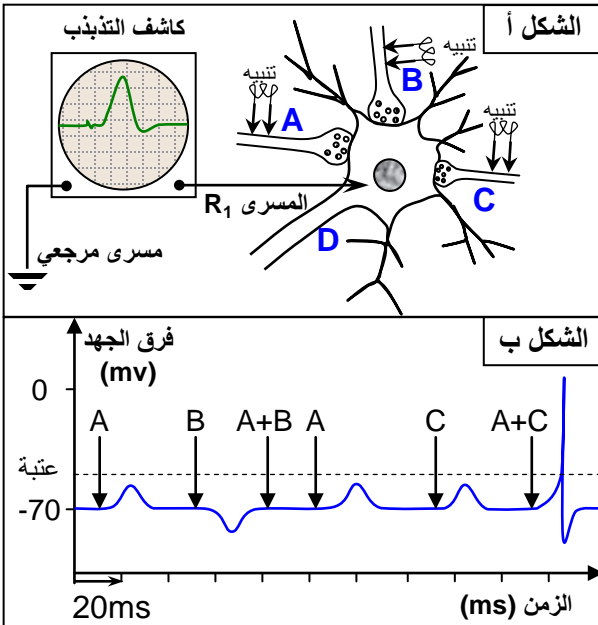 الشكل أ
كاشف التذبذب
تنبيه
B
تنبيه
A
تنبيه
C
المسرى R1
D
مسرى مرجعي
الشكل ب
فرق الجهد
(mv)
0
A B A+B A C A+C
عتبة
-70
20ms
الزمن (ms)